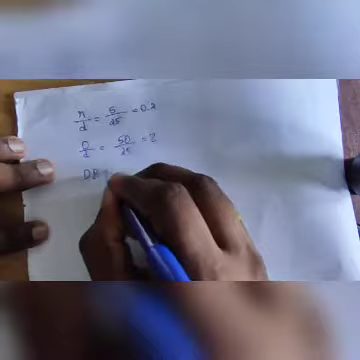 r/d = 5/25 = 0.2
D/d = 50/25 = 2